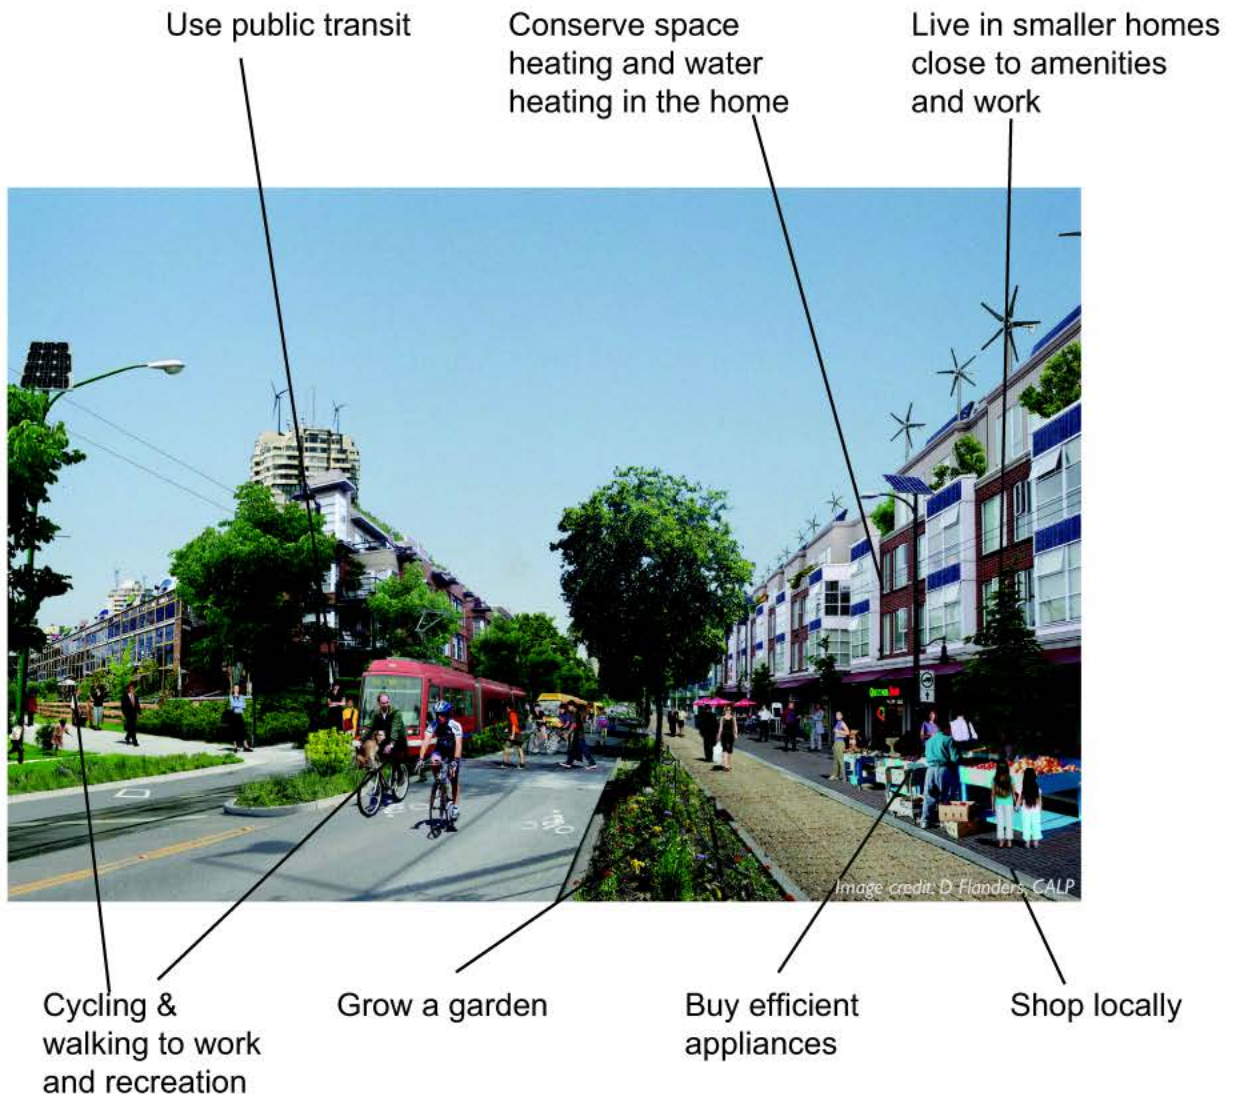 Use public transit
Conserve space
heating and water
heating in the home
Live in smaller homes
close to amenities
and work
Image credit: D Flanders, CALP
Cycling &
walking to work
and recreation
Grow a garden
Buy efficient
appliances
Shop locally